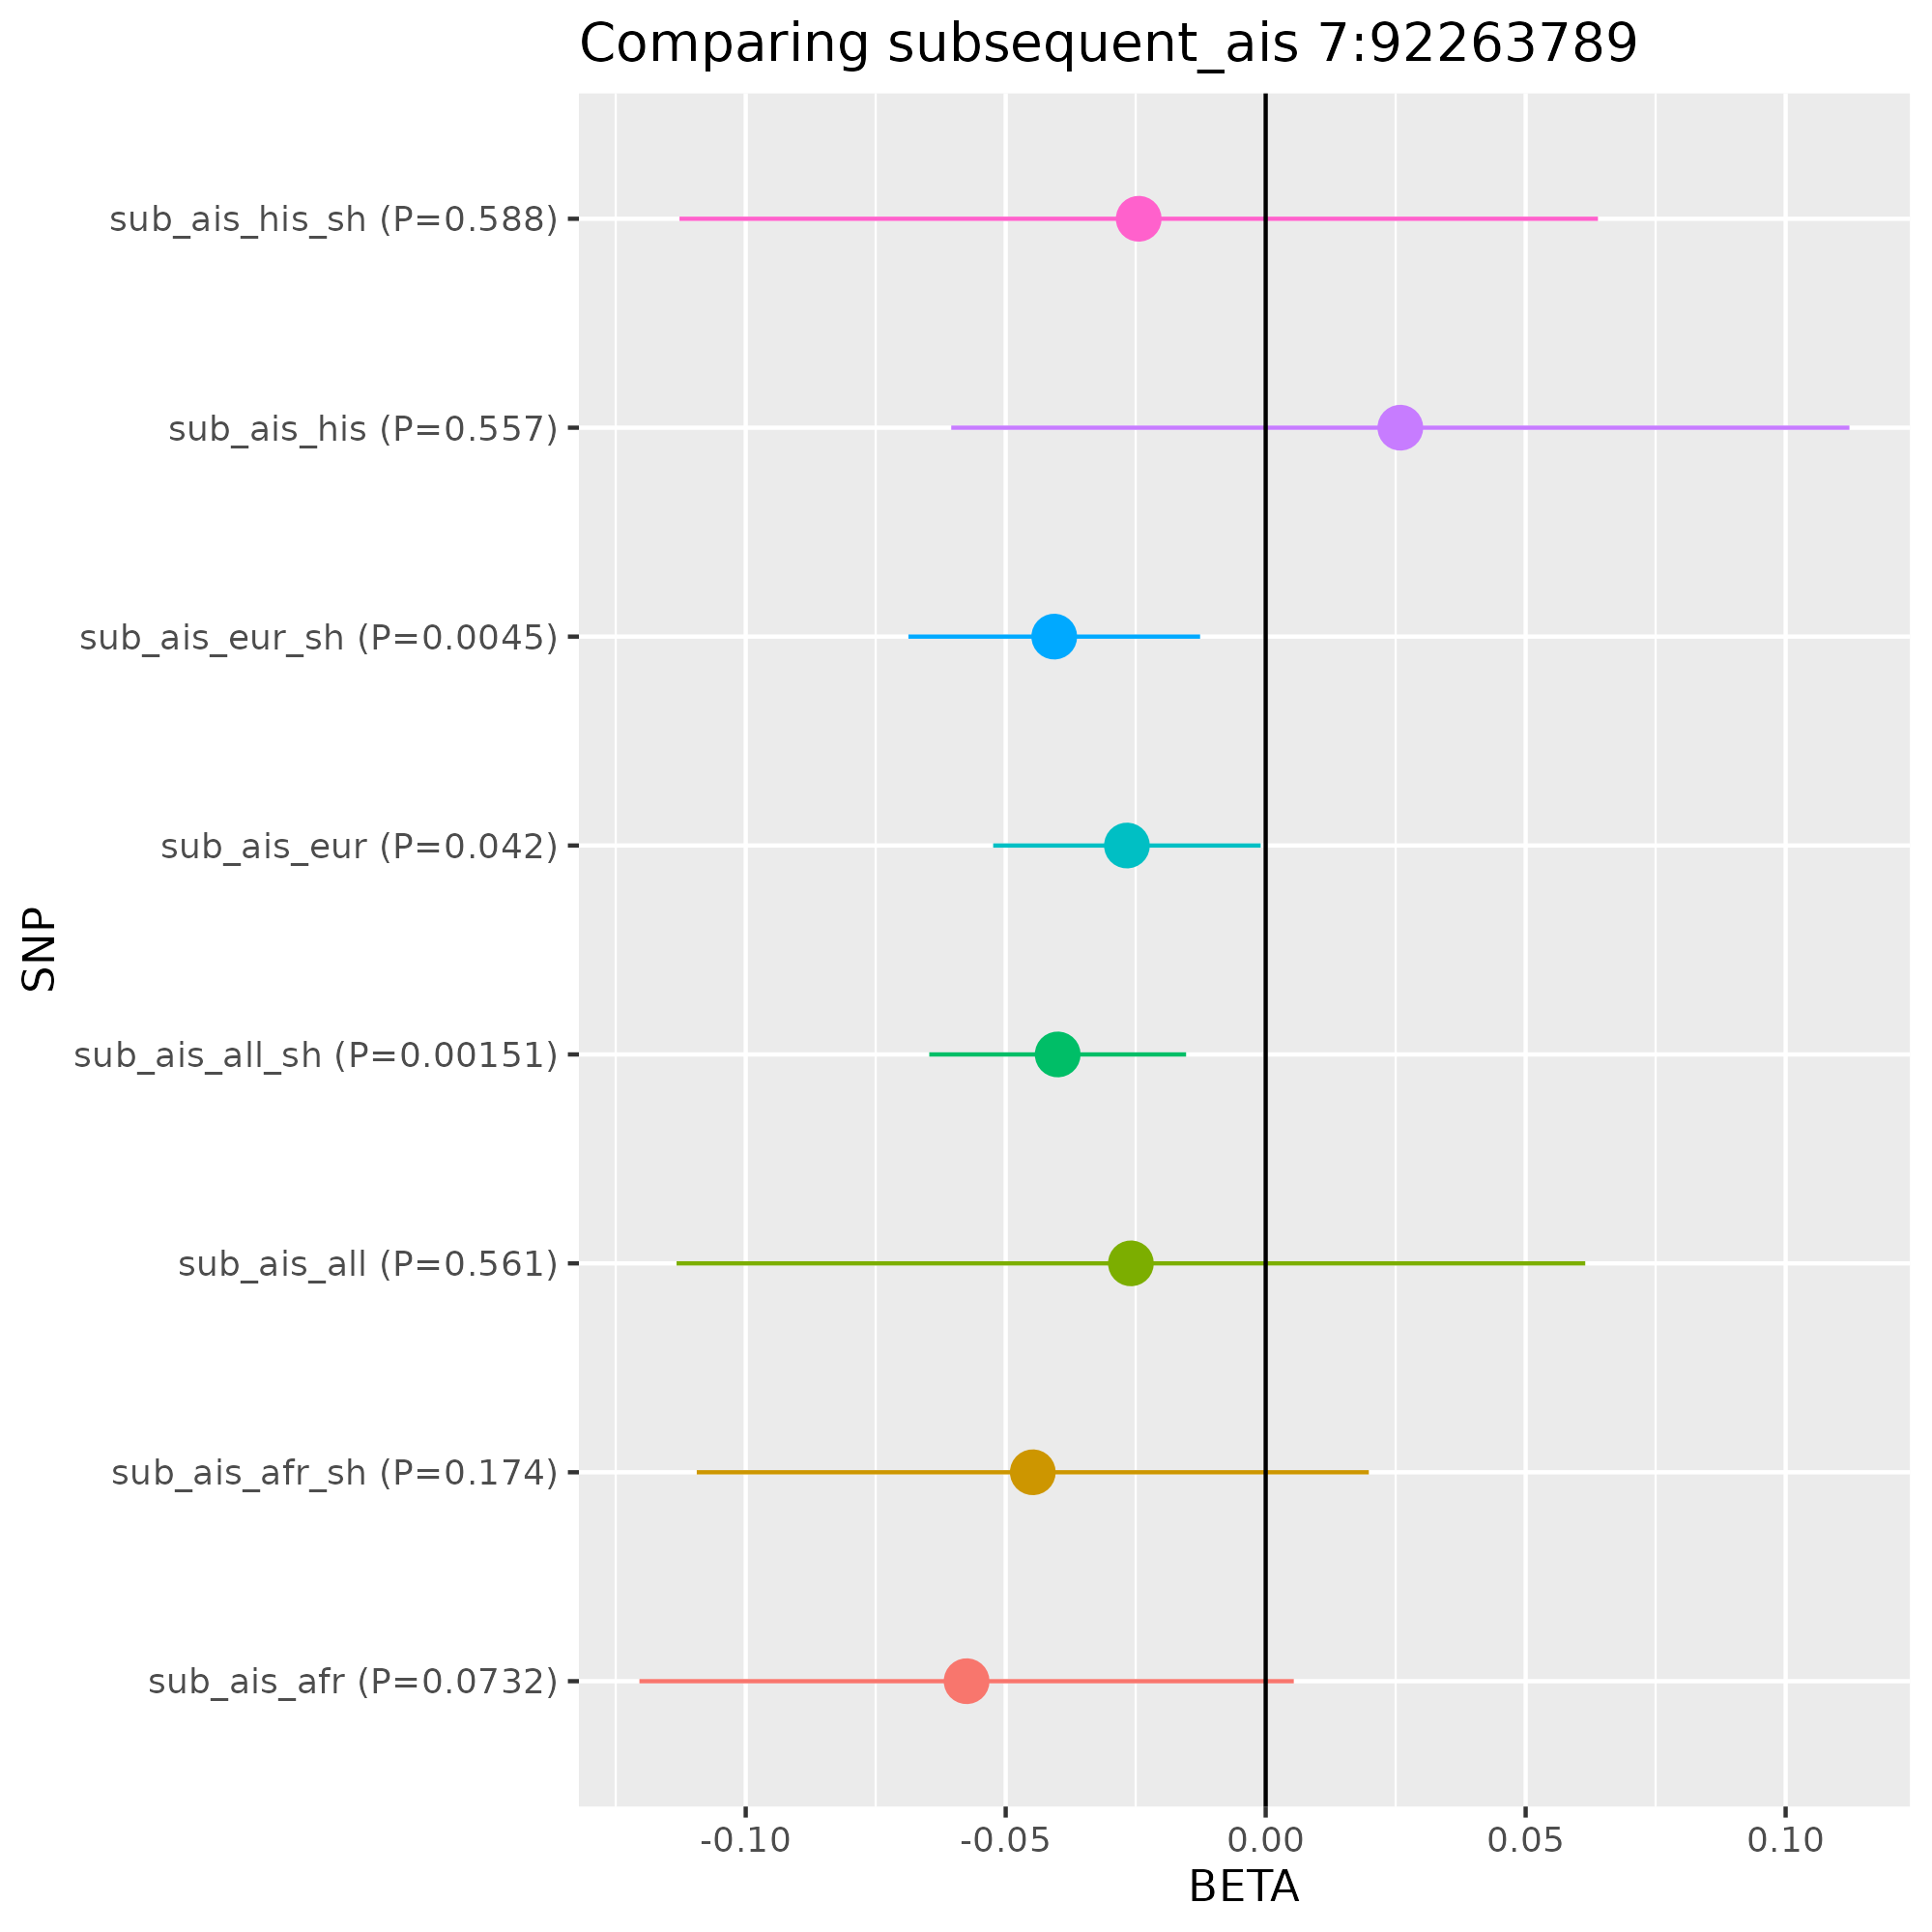 Comparing subsequent_ais 7:92263789
sub_ais_his_sh (P=0.588)
sub_ais_his (P=0.557)
sub_ais_eur_sh (P=0.0045)
sub_ais_eur (P=0.042)
sub_ais_all_sh (P=0.00151)
sub_ais_all (P=0.561)
sub_ais_afr_sh (P=0.174)
sub_ais_afr (P=0.0732)
SNP
-0.10 -0.05 0.00 0.05 0.10
BETA